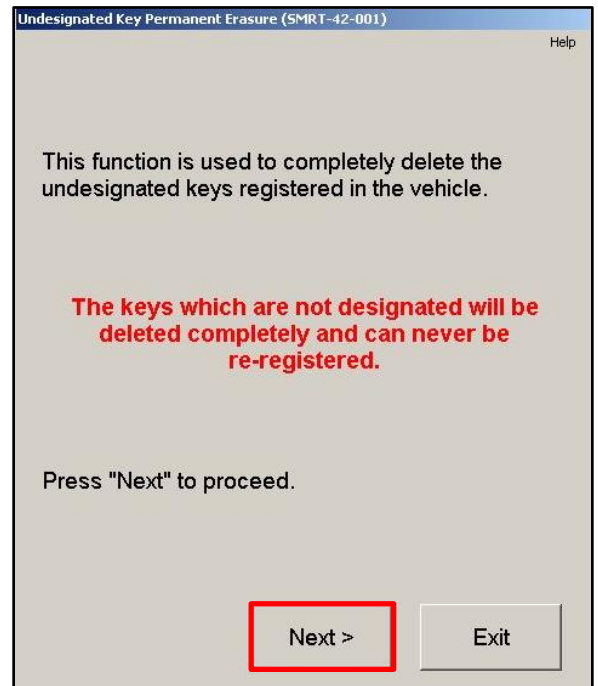 Undesignated Key Permanent Erasure (SMRT-42-001)
Help
This function is used to completely delete the
undesignated keys registered in the vehicle.
The keys which are not designated will be
deleted completely and can never be
re-registered.
Press "Next" to proceed.
Next >
Exit